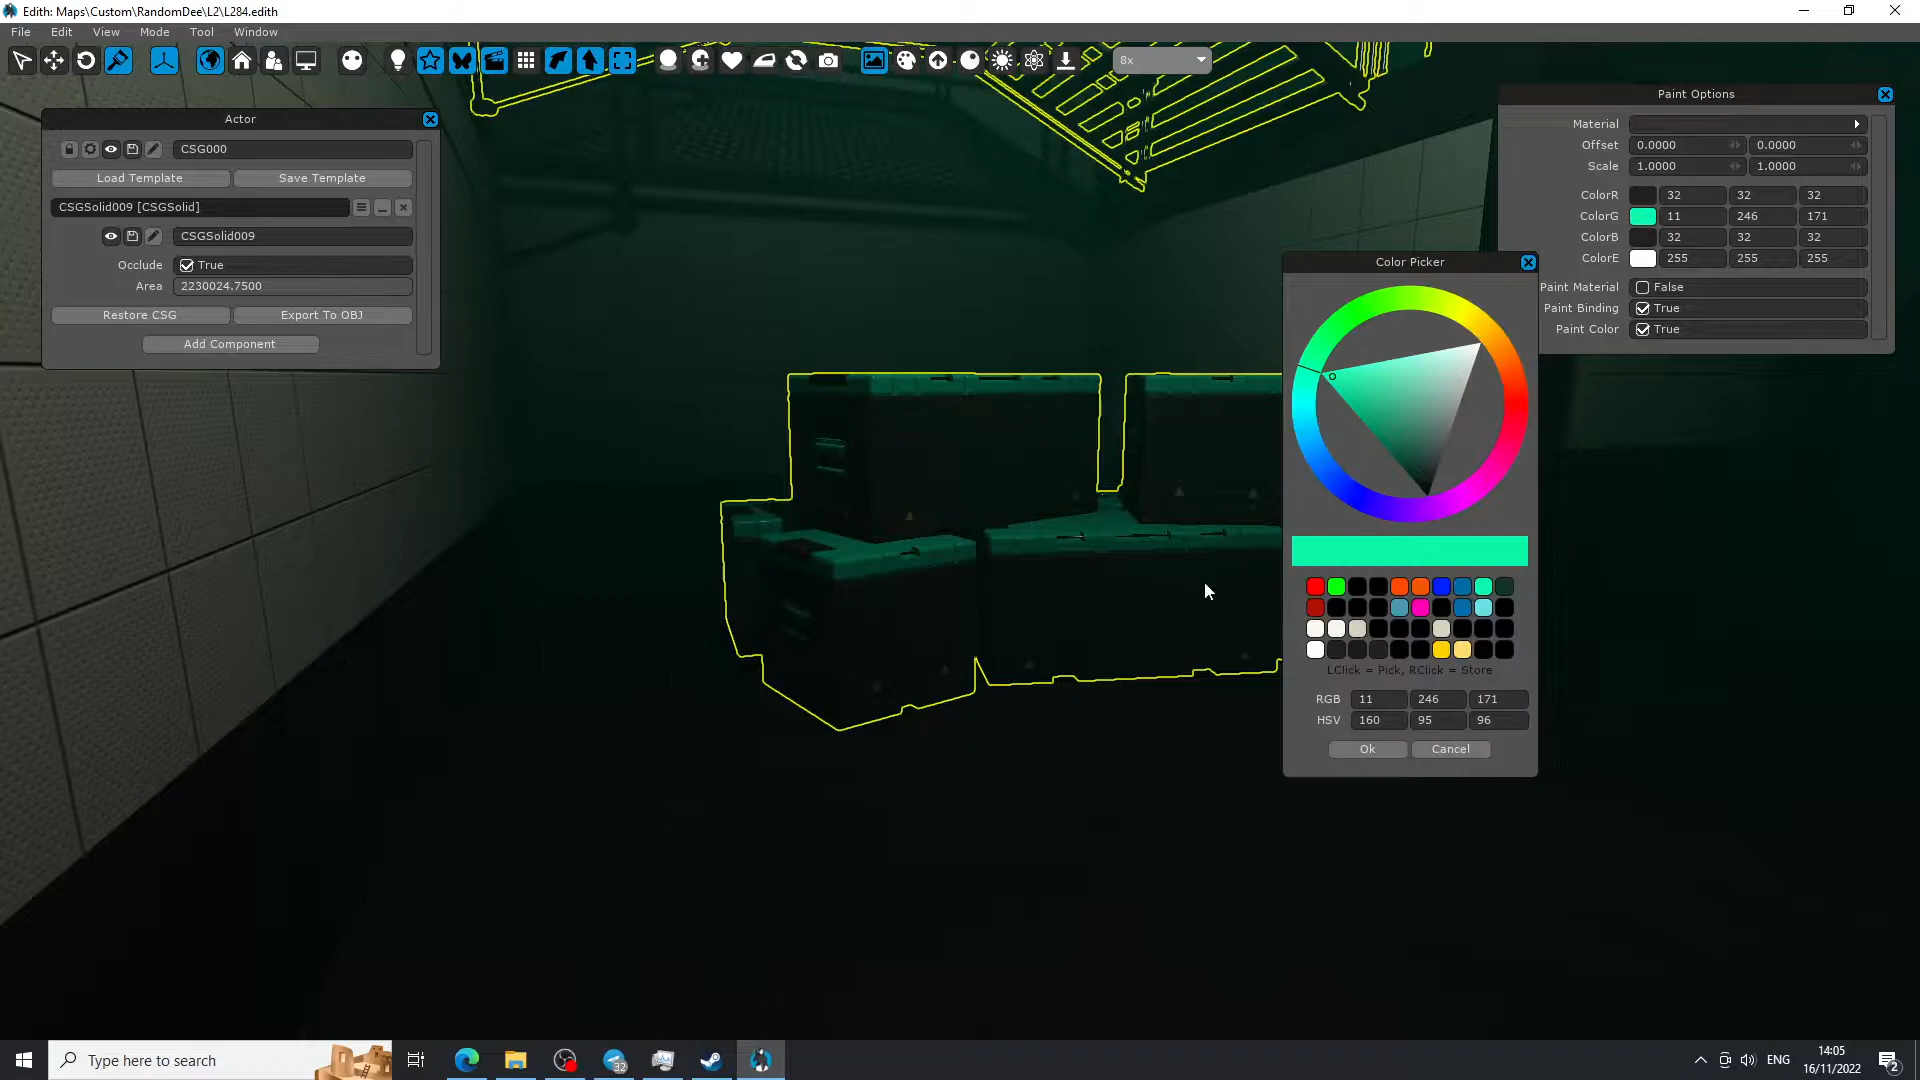 Edith: Maps\Custom\RandomDee\L2\L284.edith
File Edit View Mode Tool Window
8x
Actor
CSG000
Load Template Save Template
CSGSolid009 [CSGSolid]
CSGSolid009
Occlude True
Area 2230024.7500
Restore CSG Export To OBJ
Add Component
Paint Options
Material
Offset 0.0000 0.0000
Scale 1.0000 1.0000
ColorR 32 32 32
ColorG 11 246 171
ColorB 32 32 32
ColorE 255 255 255
Paint Material False
Paint Binding True
Paint Color True
Color Picker
LClick = Pick, RClick = Store
RGB 11 246 171
HSV 160 95 96
Ok Cancel
Type here to search
32
ENG
14:05
16/11/2022
2